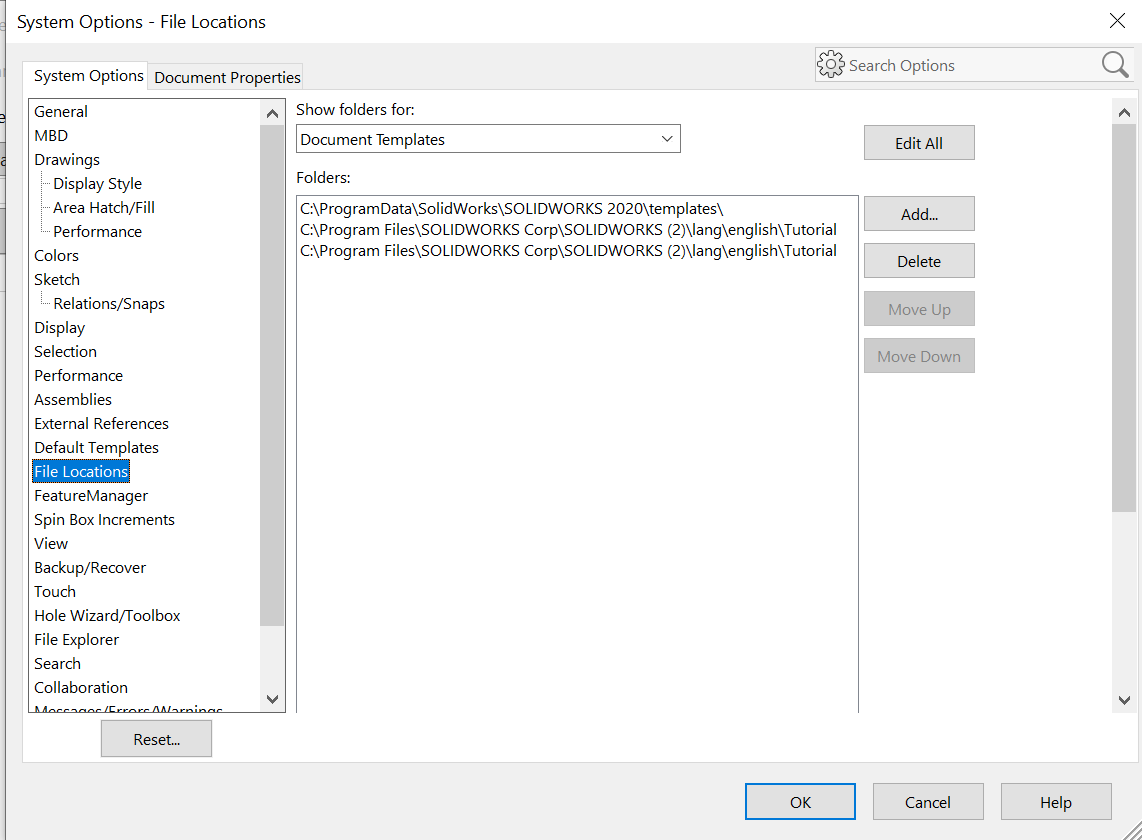 System Options - File Locations
System Options
Document Properties
Search Options
General
MBD
Drawings
Display Style
Area Hatch/Fill
Performance
Colors
Sketch
Relations/Snaps
Display
Selection
Performance
Assemblies
External References
Default Templates
File Locations
FeatureManager
Spin Box Increments
View
Backup/Recover
Touch
Hole Wizard/Toolbox
File Explorer
Search
Collaboration
Messages/Errors/Warnings
Reset...
Show folders for:
Document Templates
Edit All
Folders:
C:\ProgramData\SolidWorks\SOLIDWORKS 2020\templates\
C:\Program Files\SOLIDWORKS Corp\SOLIDWORKS (2)\lang\english\Tutorial
C:\Program Files\SOLIDWORKS Corp\SOLIDWORKS (2)\lang\english\Tutorial
Add...
Delete
Move Up
Move Down
OK
Cancel
Help